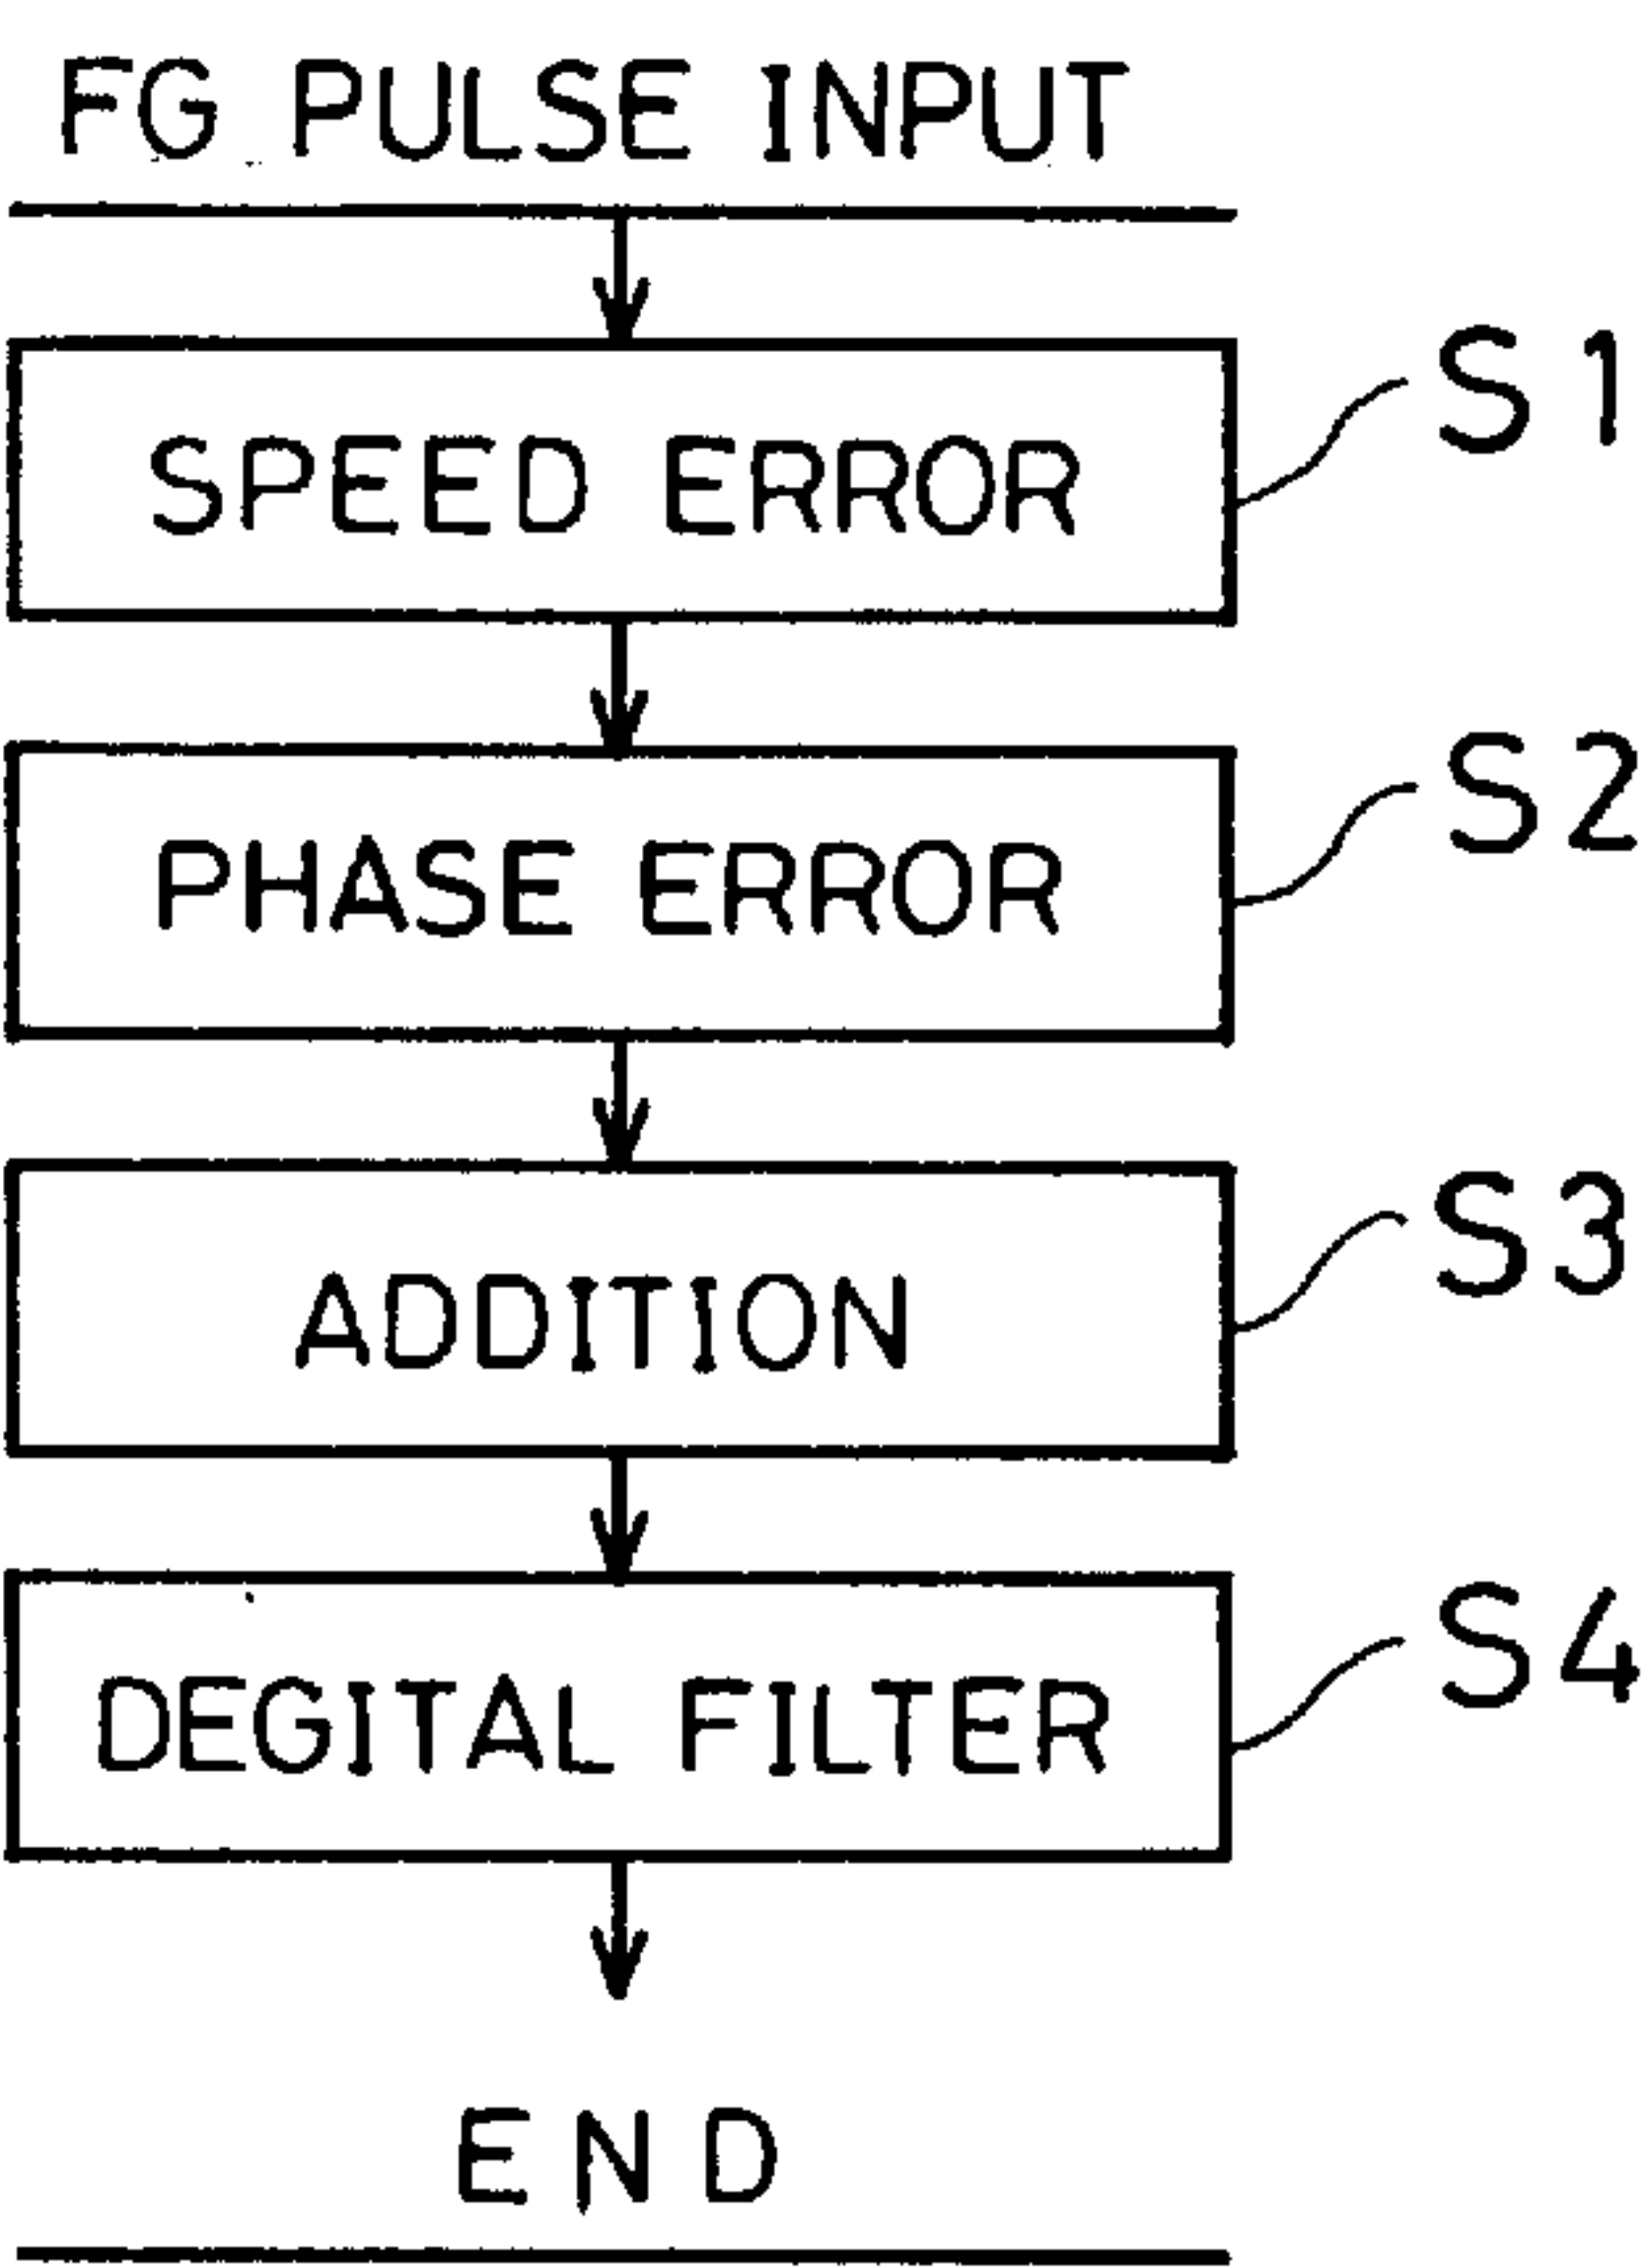 FG PULSE INPUT
S1
SPEED ERROR
S2
PHASE ERROR
S3
ADDITION
S4
DEGITAL FILTER
END